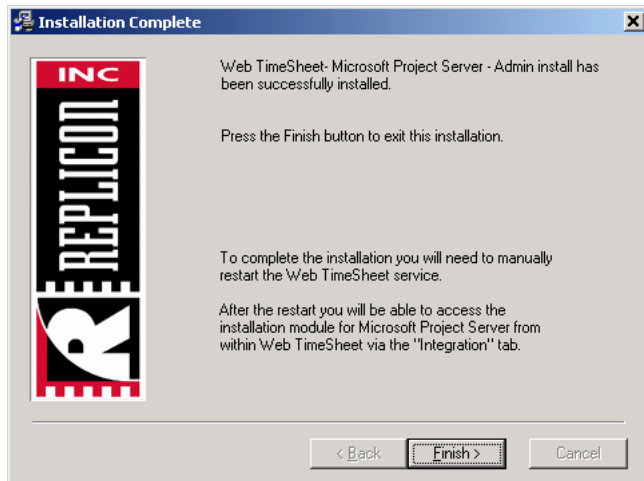 Installation Complete
INC
REPLICON
R
Web TimeSheet- Microsoft Project Server - Admin install has
been successfully installed.
Press the Finish button to exit this installation.
To complete the installation you will need to manually
restart the Web TimeSheet service.
After the restart you will be able to access the
installation module for Microsoft Project Server from
within Web TimeSheet via the "Integration" tab.
< Back
Finish >
Cancel